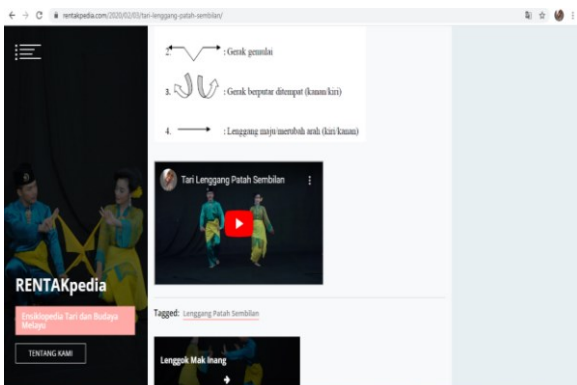 rentakpedia.com/2020/02/03/tari-lenggang-patah-sembilan/
2. : Gerak gemulai
3. : Gerak berputar ditempat (kanan/kiri)
4. : Lenggang maju/merobah arah (kiri/kanan)
Tari Lenggang Patah Sembilan
RENTAKpedia
Ensiklopedia Tari dan Budaya
Melayu
TENTANG KAMI
Tagged: Lenggang Patah Sembilan
Lenggok Mak Inang